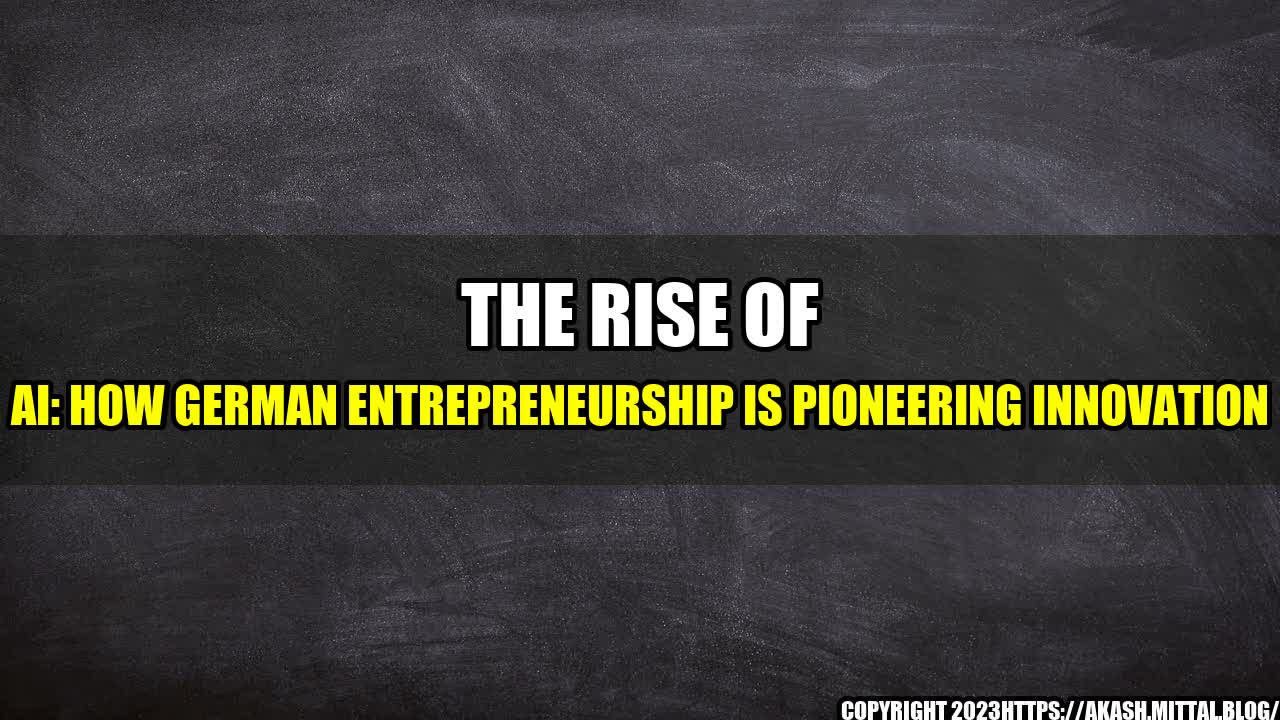 THE RISE OF
AI: HOW GERMAN ENTREPRENEURSHIP IS PIONEERING INNOVATION
COPYRIGHT 2023HTTPS://AKASH.MITTAL.BLOG/